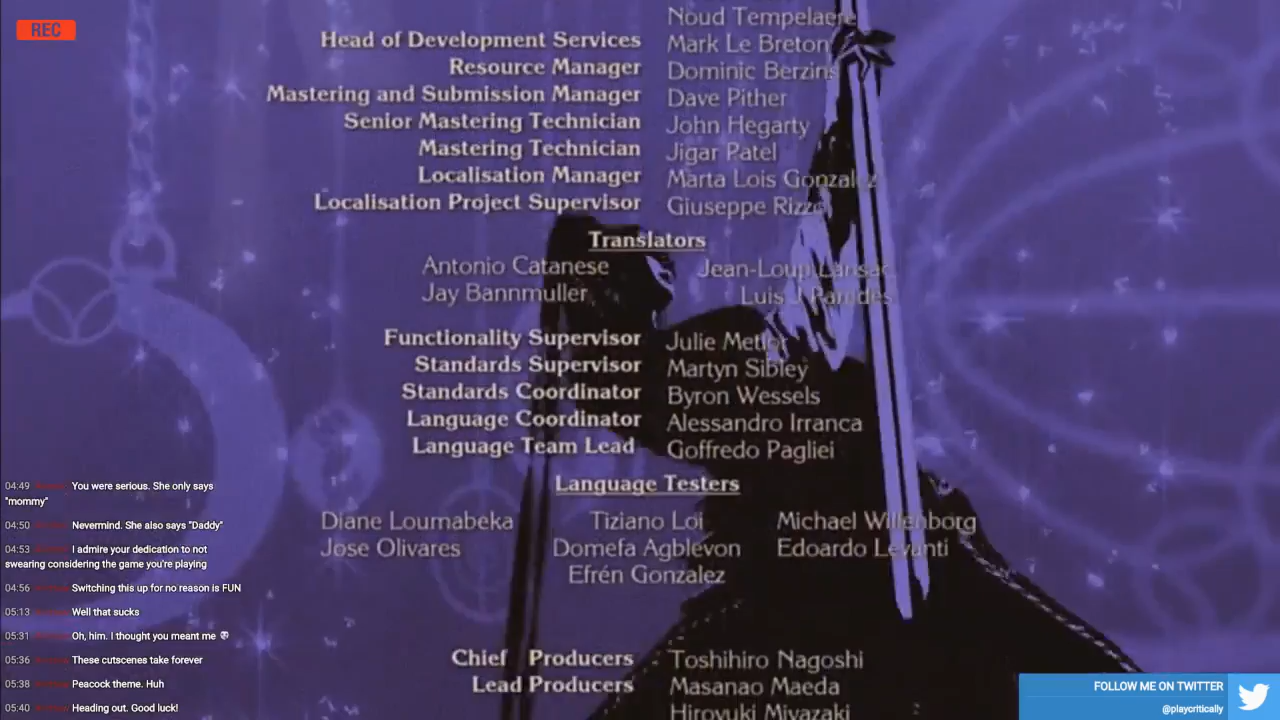 REC
Noud Tempelaere
Head of Development Services Mark Le Breton
Resource Manager Dominic Berzins
Mastering and Submission Manager Dave Pither
Senior Mastering Technician John Hegarty
Mastering Technician Jigar Patel
Localisation Manager Marta Lois Gonzalez
Localisation Project Supervisor Giuseppe Rizzo
Translators
Antonio Catanese Jean-Loup Lansac
Jay Bannmuller Luis J Paredes
Functionality Supervisor Julie Metior
Standards Supervisor Martyn Sibley
Standards Coordinator Byron Wessels
Language Coordinator Alessandro Irranca
Language Team Lead Goffredo Pagliei
Language Testers
Diane Loumabeka Tiziano Loi Michael Willenborg
Jose Olivares Domefa Agblevon Edoardo Levanti
Efrén Gonzalez
Chief Producers Toshihiro Nagoshi
Lead Producers Masanao Maeda
Hiroyuki Miyazaki
04:49 You were serious. She only says
"mommy"
04:50 Nevermind. She also says "Daddy"
04:53 I admire your dedication to not
swearing considering the game you're playing
04:56 Switching this up for no reason is FUN
05:13 Well that sucks
05:31 Oh, him. I thought you meant me
05:36 These cutscenes take forever
05:38 Peacock theme. Huh
05:40 Heading out. Good luck!
FOLLOW ME ON TWITTER
@playcritically